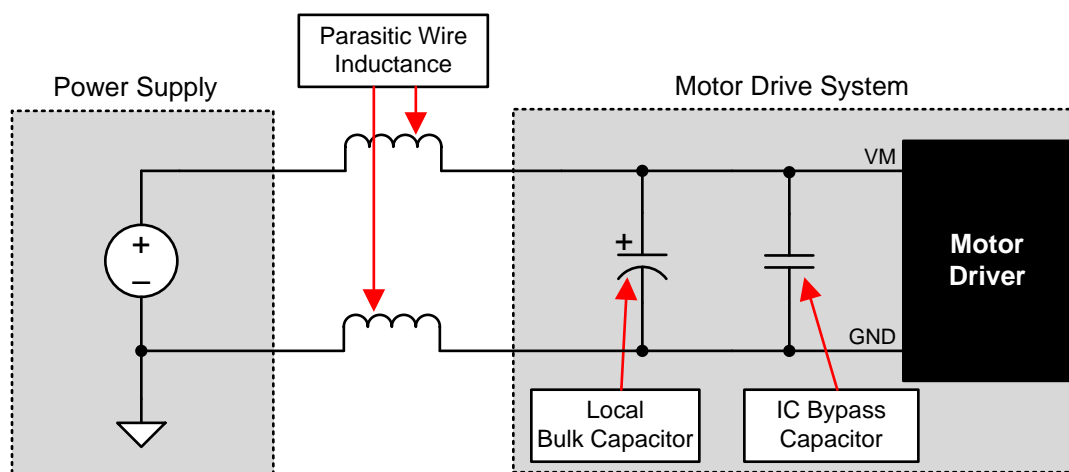 Parasitic Wire
Inductance
Power Supply
Motor Drive System
VM
+
–
+
Motor
Driver
GND
Local
Bulk Capacitor
IC Bypass
Capacitor